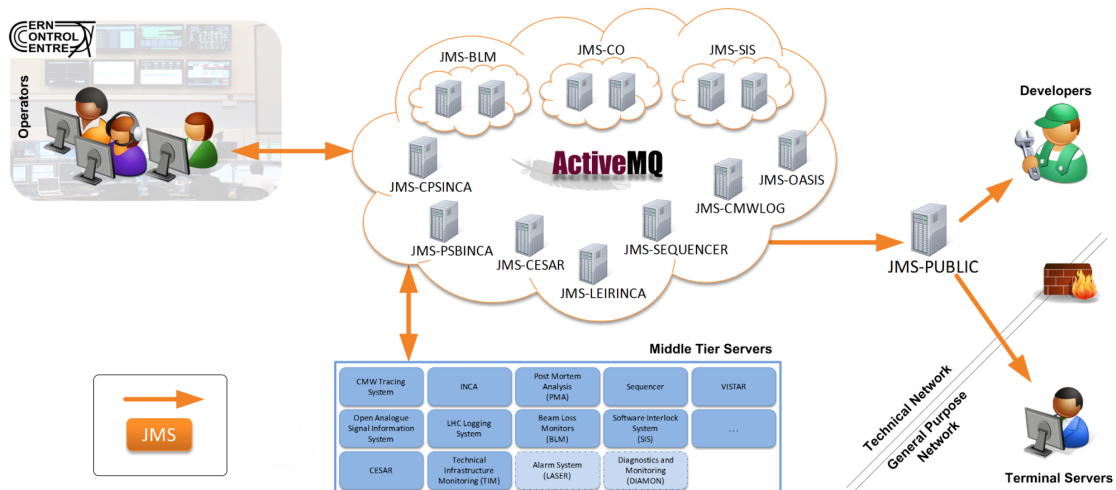 CERN
CONTROL
CENTRE
Operators
JMS-BLM
JMS-CO
JMS-SIS
ActiveMQ
JMS-CPSINCA
JMS-OASIS
JMS-CMWLOG
JMS-PSBINCA
JMS-CESAR
JMS-SEQUENCER
JMS-LEIRINCA
Developers
JMS-PUBLIC
Technical Network
General Purpose
Network
Terminal Servers
Middle Tier Servers
CMW Tracing
System
INCA
Post Mortem
Analysis
(PMA)
Sequencer
VISTAR
Open Analogue
Signal Information
System
LHC Logging
System
Beam Loss
Monitors
(BLM)
Software Interlock
System
(SIS)
...
CESAR
Technical
Infrastructure
Monitoring (TIM)
Alarm System
(LASER)
Diagnostics and
Monitoring
(DIAMON)
JMS